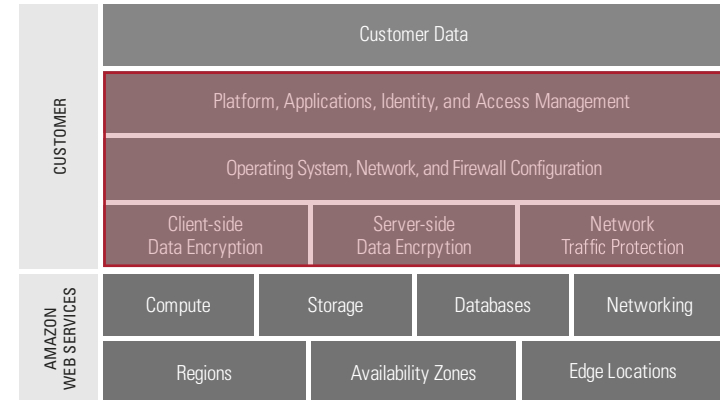 CUSTOMER
Customer Data
Platform, Applications, Identity, and Access Management
Operating System, Network, and Firewall Configuration
Client-side
Data Encryption
Server-side
Data Encrpytion
Network
Traffic Protection
AMAZON
WEB SERVICES
Compute
Storage
Databases
Networking
Regions
Availability Zones
Edge Locations